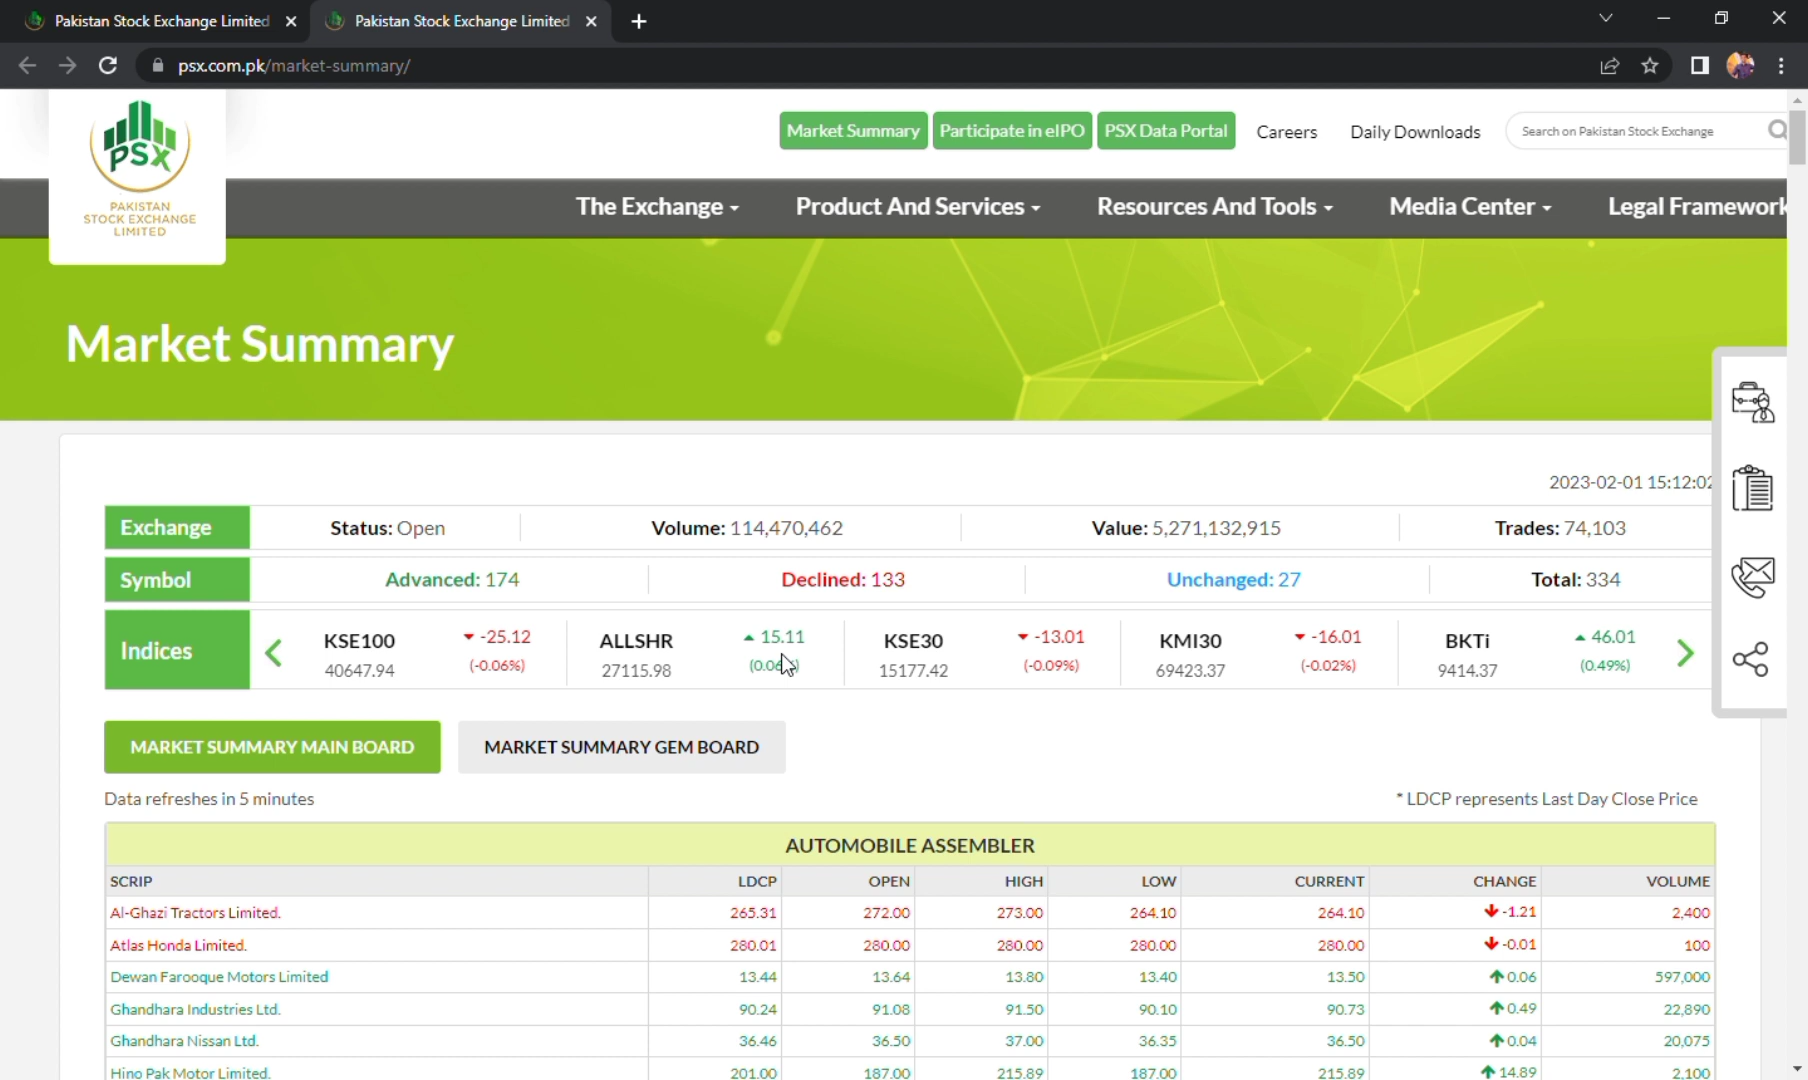 Pakistan Stock Exchange Limited
Pakistan Stock Exchange Limited
psx.com.pk/market-summary/
PSX
PAKISTAN
STOCK EXCHANGE
LIMITED
Market Summary Participate in eIPO PSX Data Portal Careers Daily Downloads Search on Pakistan Stock Exchange
The Exchange Product And Services Resources And Tools Media Center Legal Framework
Market Summary
2023-02-01 15:12:02
Exchange Status: Open Volume: 114,470,462 Value: 5,271,132,915 Trades: 74,103
Symbol Advanced: 174 Declined: 133 Unchanged: 27 Total: 334
Indices
KSE100 -25.12
40647.94 (-0.06%)
ALLSHR 15.11
27115.98
KSE30 -13.01
15177.42 (-0.09%)
KMI30 -16.01
69423.37 (-0.02%)
BKTi 46.01
9414.37 (0.49%)
MARKET SUMMARY MAIN BOARD MARKET SUMMARY GEM BOARD
Data refreshes in 5 minutes * LDCP represents Last Day Close Price
AUTOMOBILE ASSEMBLER
SCRIP LDCP OPEN HIGH LOW CURRENT CHANGE VOLUME
Al-Ghazi Tractors Limited. 265.31 272.00 273.00 264.10 264.10 -1.21 2,400
Atlas Honda Limited. 280.01 280.00 280.00 280.00 280.00 -0.01 100
Dewan Farooque Motors Limited 13.44 13.64 13.80 13.40 13.50 0.06 597,000
Ghandhara Industries Ltd. 90.24 91.08 91.50 90.10 90.73 0.49 22,890
Ghandhara Nissan Ltd. 36.46 36.50 37.00 36.35 36.50 0.04 20,075
Hino Pak Motor Limited. 201.00 187.00 215.89 187.00 215.89 14.89 2,100